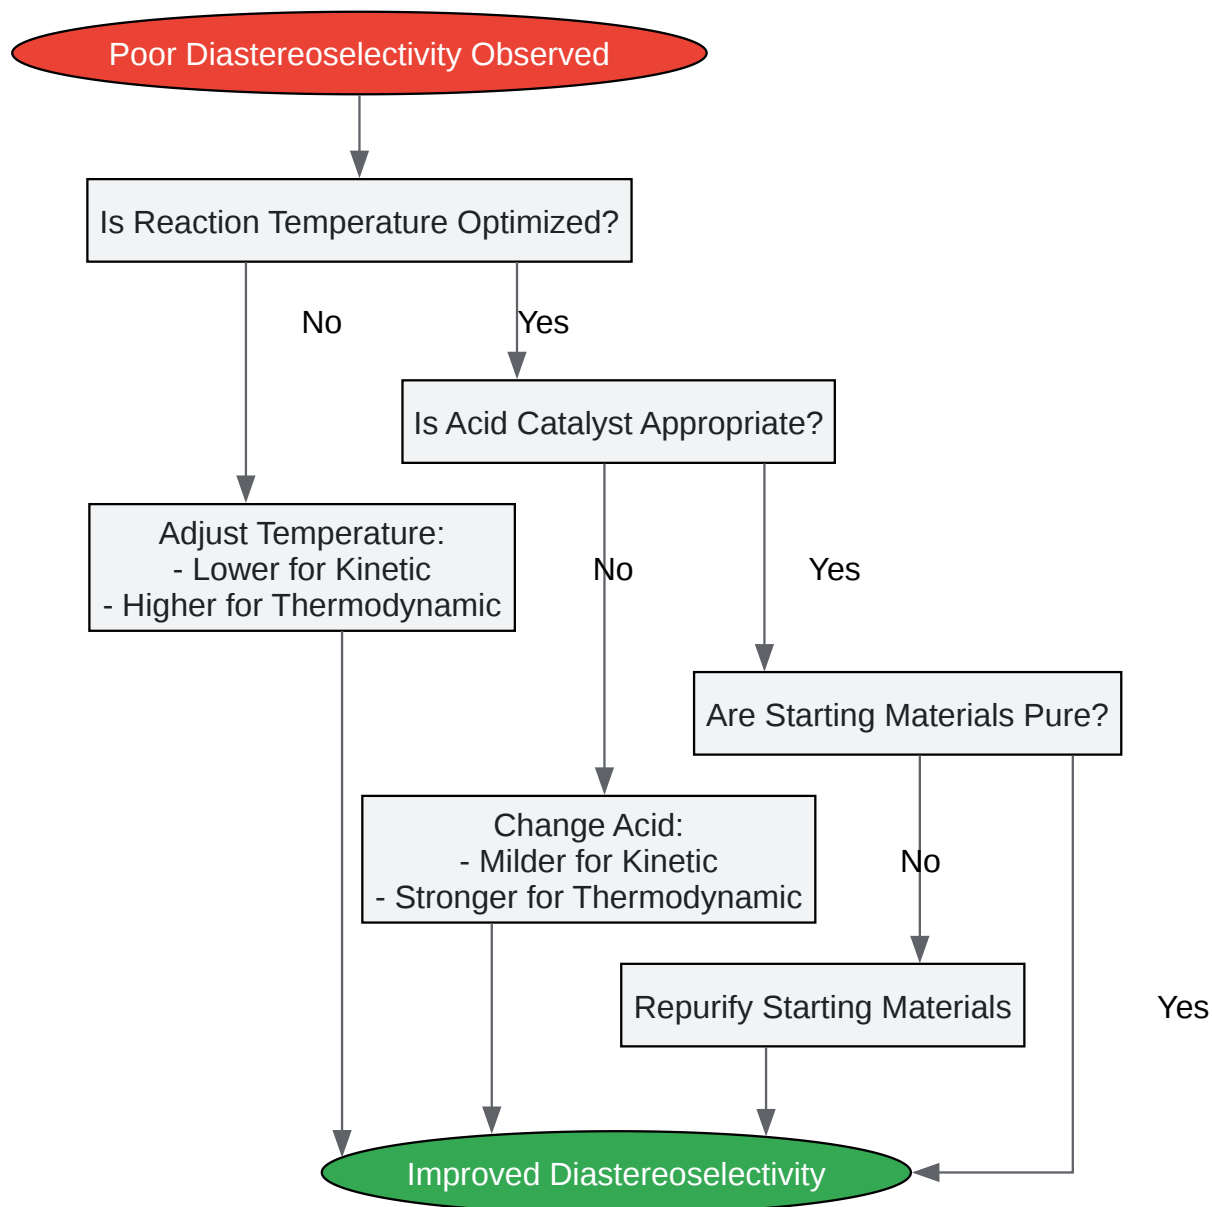 Poor Diastereoselectivity Observed
Is Reaction Temperature Optimized?
No
Yes
Is Acid Catalyst Appropriate?
Adjust Temperature:
- Lower for Kinetic
- Higher for Thermodynamic
No
Yes
Are Starting Materials Pure?
Change Acid:
- Milder for Kinetic
- Stronger for Thermodynamic
No
Repurify Starting Materials
Yes
Improved Diastereoselectivity